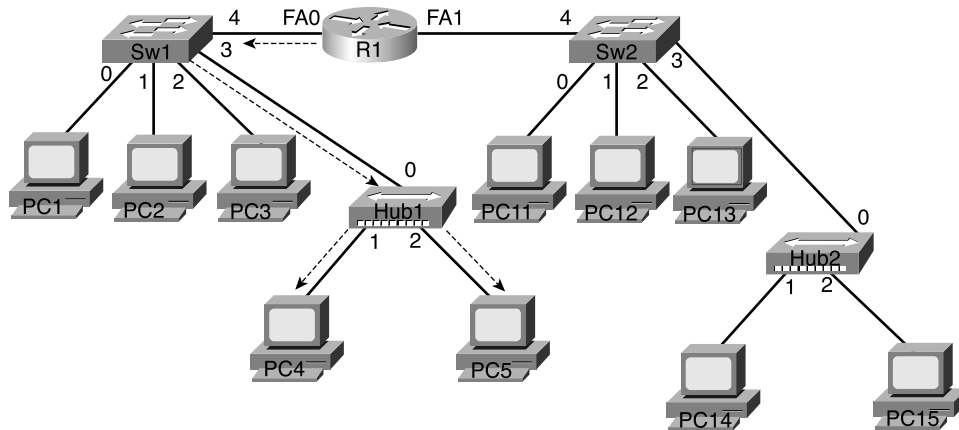 4 FA0 FA1 4
Sw1 3 R1 Sw2 3
0 1 2 0 1 2
PC1 PC2 PC3 0 PC11 PC12 PC13
Hub1 0
1 2 Hub2
1 2
PC4 PC5
PC14 PC15